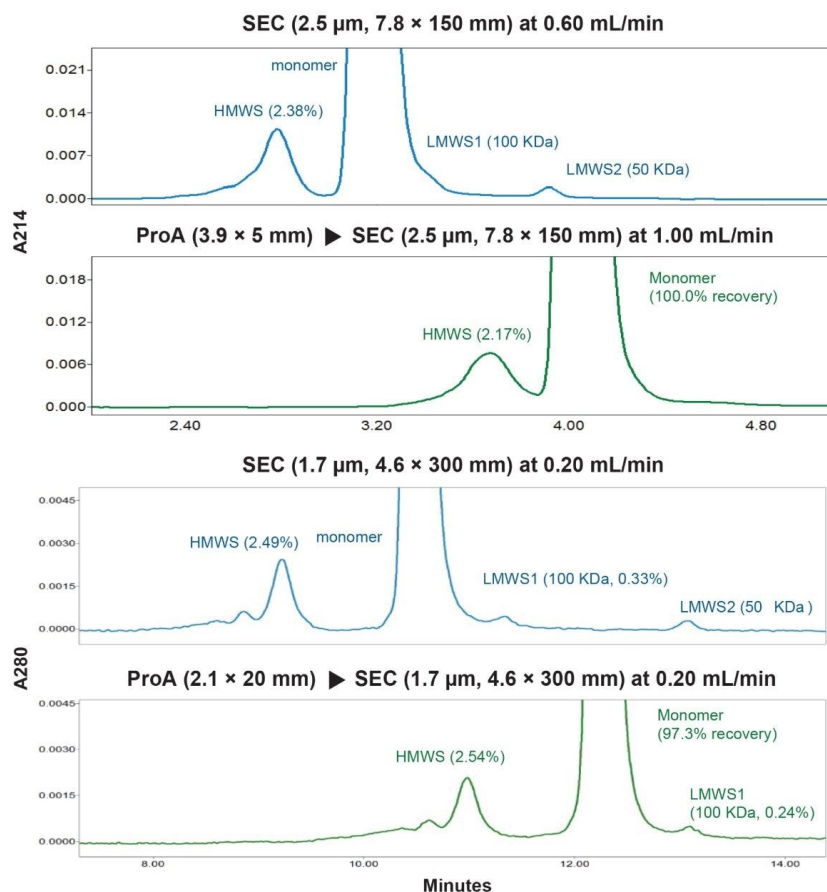 SEC (2.5 µm, 7.8 × 150 mm) at 0.60 mL/min
0.021
monomer
0.014
HMWS (2.38%)
LMWS1 (100 KDa)
0.007
LMWS2 (50 KDa)
0.000
A214
ProA (3.9 × 5 mm) ▶ SEC (2.5 µm, 7.8 × 150 mm) at 1.00 mL/min
0.018
Monomer
(100.0% recovery)
0.012
HMWS (2.17%)
0.006
0.000
2.40 3.20 4.00 4.80
SEC (1.7 µm, 4.6 × 300 mm) at 0.20 mL/min
0.0045
0.0030
HMWS (2.49%)
monomer
0.0015
LMWS1 (100 KDa, 0.33%)
LMWS2 (50 KDa)
0.0000
A280
ProA (2.1 × 20 mm) ▶ SEC (1.7 µm, 4.6 × 300 mm) at 0.20 mL/min
0.0045
Monomer
(97.3% recovery)
0.0030
HMWS (2.54%)
0.0015
LMWS1
(100 KDa, 0.24%)
0.0000
8.00 10.00 12.00 14.00
Minutes